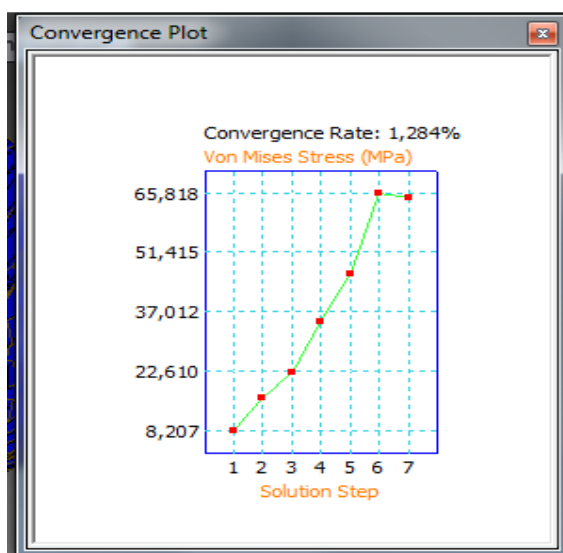 Convergence Plot
Convergence Rate: 1,284%
Von Mises Stress (MPa)
65,818
51,415
37,012
22,610
8,207
1 2 3 4 5 6 7
Solution Step